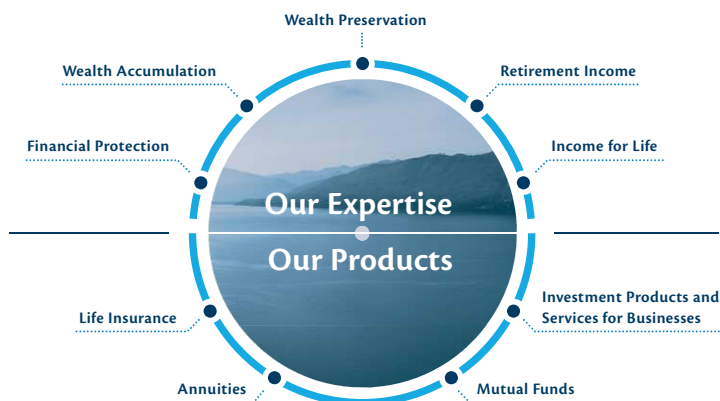 Wealth Preservation
Wealth Accumulation
Retirement Income
Financial Protection
Income for Life
Our Expertise
Our Products
Life Insurance
Investment Products and
Services for Businesses
Annuities
Mutual Funds